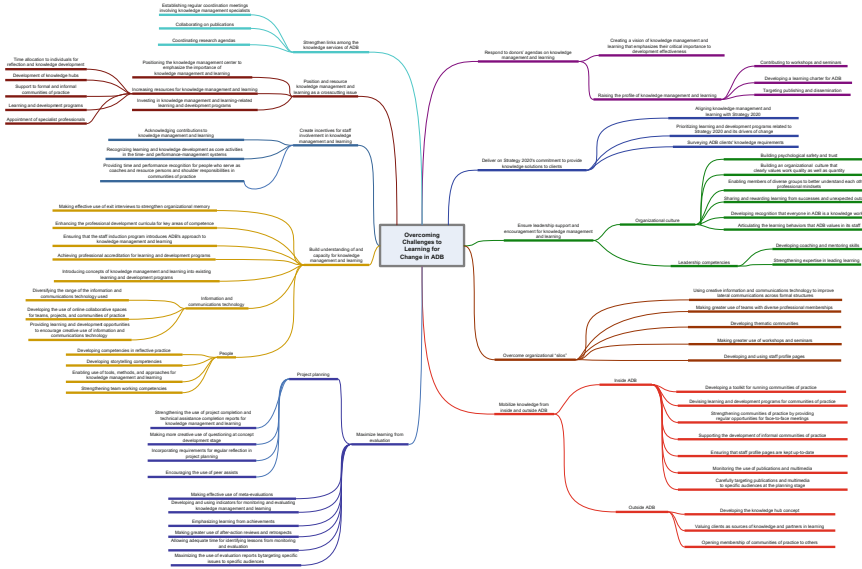 Overcoming
Challenges to
Learning for
Change in ADB
Establishing regular coordination meetings
involving knowledge management specialists
Collaborating on publications
Coordinating research agendas
Strengthen links among the
knowledge services of ADB
Time allocation to individuals for
reflection and knowledge development
Development of knowledge hubs
Support to formal and informal
communities of practice
Learning and development programs
Appointment of specialist professionals
Positioning the knowledge management center to
emphasize the importance of
knowledge management and learning
Increasing resources for knowledge management and learning
Investing in knowledge management and learning-related
learning and development programs
Position and resource
knowledge management and
learning as a crosscutting issue
Acknowledging contributions to
knowledge management and learning
Recognizing learning and knowledge development as core activities
in the time- and performance-management systems
Providing time and performance recognition for people who serve as
coaches and resource persons and shoulder responsibilities in
communities of practice
Create incentives for staff
involvement in knowledge
management and learning
Making effective use of exit interviews to strengthen organizational memory
Enhancing the professional development curricula for key areas of competence
Ensuring that the staff induction program introduces ADB's approach to
knowledge management and learning
Achieving professional accreditation for learning and development programs
Introducing concepts of knowledge management and learning into existing
learning and development programs
Build understanding of and
capacity for knowledge
management and learning
Diversifying the range of the information and
communications technology used
Developing the use of online collaborative spaces
for teams, projects, and communities of practice
Providing learning and development opportunities
to encourage creative use of information and
communications technology
Information and
communications technology
Developing competencies in reflective practice
Developing storytelling competencies
Enabling use of tools, methods, and approaches for
knowledge management and learning
Strengthening team working competencies
People
Project planning
Strengthening the use of project completion and
technical assistance completion reports for
knowledge management and learning
Making more creative use of questioning at concept
development stage
Incorporating requirements for regular reflection in
project planning
Encouraging the use of peer assists
Maximize learning from
evaluation
Making effective use of meta-evaluations
Developing and using indicators for monitoring and evaluating
knowledge management and learning
Emphasizing learning from achievements
Making greater use of after-action reviews and retrospects
Allowing adequate time for identifying lessons from monitoring
and evaluation
Maximizing the use of evaluation reports by targeting specific
issues to specific audiences
Respond to donors' agendas on knowledge
management and learning
Creating a vision of knowledge management and
learning that emphasizes their critical importance to
development effectiveness
Raising the profile of knowledge management and learning
Contributing to workshops and seminars
Developing a learning charter for ADB
Targeting publishing and dissemination
Deliver on Strategy 2020's commitment to provide
knowledge solutions to clients
Aligning knowledge management and
learning with Strategy 2020
Prioritizing learning and development programs related to
Strategy 2020 and its drivers of change
Surveying ADB clients' knowledge requirements
Ensure leadership support and
encouragement for knowledge management
and learning
Organizational culture
Building psychological safety and trust
Building an organizational culture that
clearly values work quality as well as quantity
Enabling members of diverse groups to better understand each oth
professional mindsets
Sharing and rewarding learning from successes and unexpected outc
Developing recognition that everyone in ADB is a knowledge work
Articulating the learning behaviors that ADB values in its staff
Leadership competencies
Developing coaching and mentoring skills
Strengthening expertise in leading learning
Overcome organizational "silos"
Using creative information and communications technology to improve
lateral communications across formal structures
Making greater use of teams with diverse professional memberships
Developing thematic communities
Making greater use of workshops and seminars
Developing and using staff profile pages
Mobilize knowledge from
inside and outside ADB
Inside ADB
Developing a toolkit for running communities of practice
Devising learning and development programs for communities of practice
Strengthening communities of practice by providing
regular opportunities for face-to-face meetings
Supporting the development of informal communities of practice
Ensuring that staff profile pages are kept up-to-date
Monitoring the use of publications and multimedia
Carefully targeting publications and multimedia
to specific audiences at the planning stage
Outside ADB
Developing the knowledge hub concept
Valuing clients as sources of knowledge and partners in learning
Opening membership of communities of practice to others